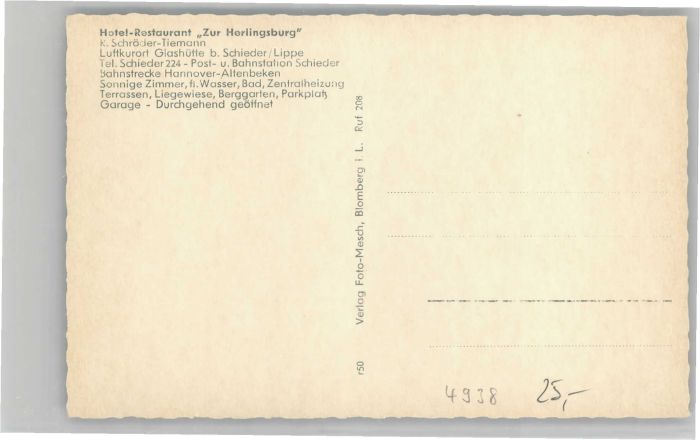 Hotel-Restaurant „Zur Herlingsburg"
K. Schröder-Tiemann
Luftkurort Glashütte b. Schieder/Lippe
Tel. Schieder 224 - Post- u. Bahnstation Schieder
Bahnstrecke Hannover-Altenbeken
Sonnige Zimmer, fl. Wasser, Bad, Zentralheizung
Terrassen, Liegewiese, Berggarten, Parkplatz
Garage - Durchgehend geöffnet
Verlag Foto-Mesch, Blomberg i. L. Ruf 208
r50
4938
25,-